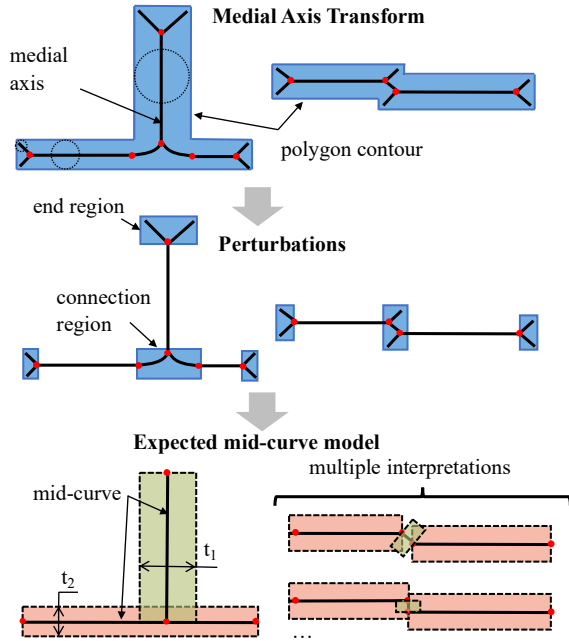 Medial Axis Transform
medial
axis
polygon contour
end region
Perturbations
connection
region
Expected mid-curve model
multiple interpretations
mid-curve
t1
t2
...